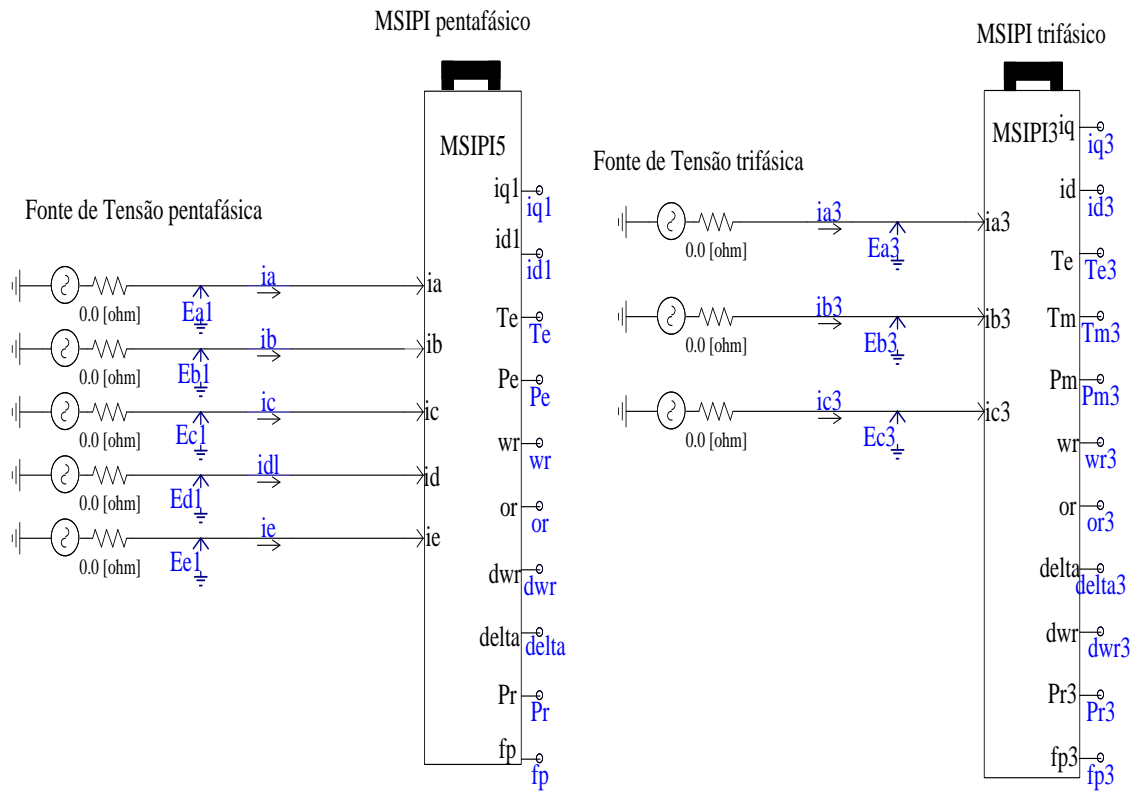 MSIPI pentafásico
MSIPI5
Fonte de Tensão pentafásica
iq1
iq1
id1
id1
ia
Ea1
0.0 [ohm]
ia
Te
Te
ib
Eb1
0.0 [ohm]
ib
Pe
Pe
ic
Ec1
0.0 [ohm]
ic
wr
wr
idl
Ed1
0.0 [ohm]
id
or
or
ie
Ee1
0.0 [ohm]
ie
dwr
dwr
delta
delta
Pr
Pr
fp
fp
MSIPI trifásico
MSIPI3
iq
iq3
Fonte de Tensão trifásica
id
id3
ia3
Ea3
0.0 [ohm]
ia3
Te
Te3
ib3
Eb3
0.0 [ohm]
ib3
Tm
Tm3
Pm
Pm3
ic3
Ec3
0.0 [ohm]
ic3
wr
wr3
or
or3
delta
delta3
dwr
dwr3
Pr3
Pr3
fp3
fp3